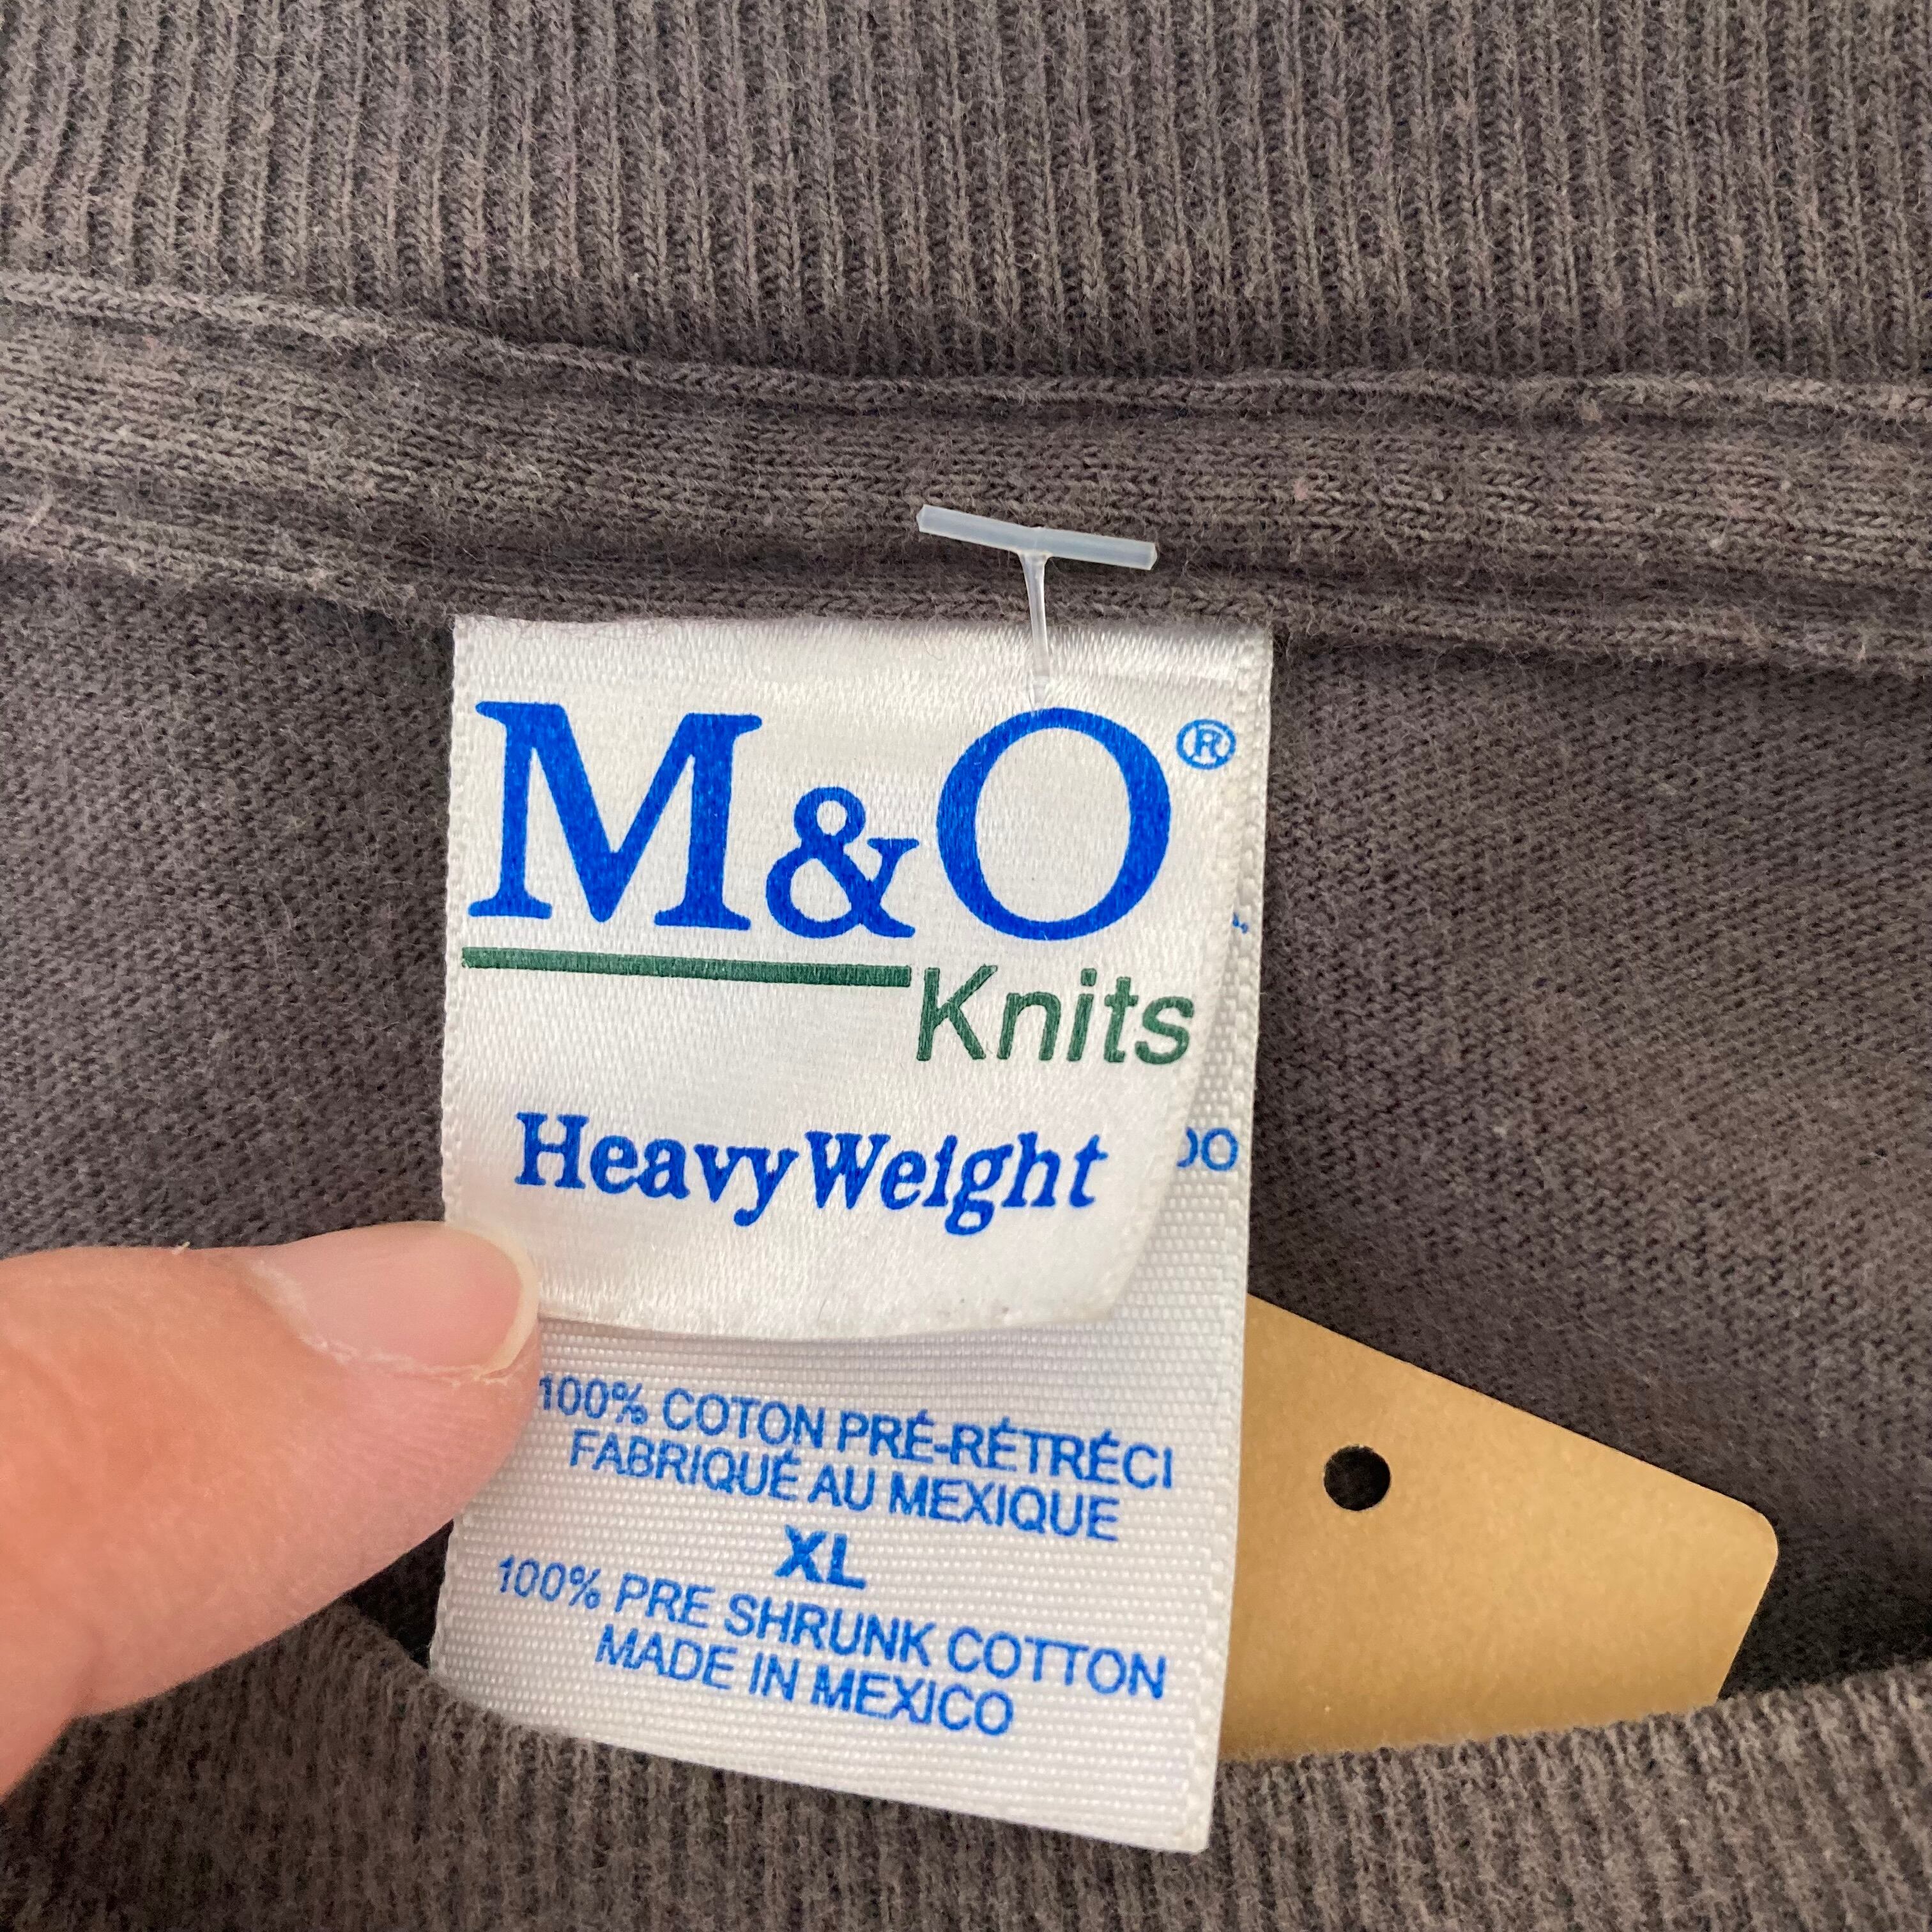 M&O®
Knits
HeavyWeight
100% COTON PRÉ-RÉTRÉCI
FABRIQUÉ AU MEXIQUE
XL
100% PRE SHRUNK COTTON
MADE IN MEXICO